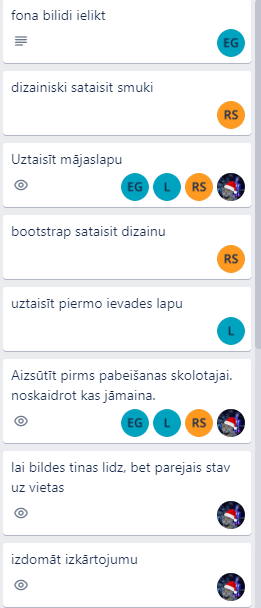 fona bilidi ielikt
EG
dizainiski sataisit smuki
RS
Uztaisīt mājaslapu
EG L RS
bootstrap sataisit dizainu
RS
uztaisīt piermo ievades lapu
L
Aizsūtīt pirms pabeišanas skolotajai.
noskaidrot kas jāmaina.
EG L RS
lai bildes tinas lidz, bet parejais stav
uz vietas
izdomāt izkārtojumu